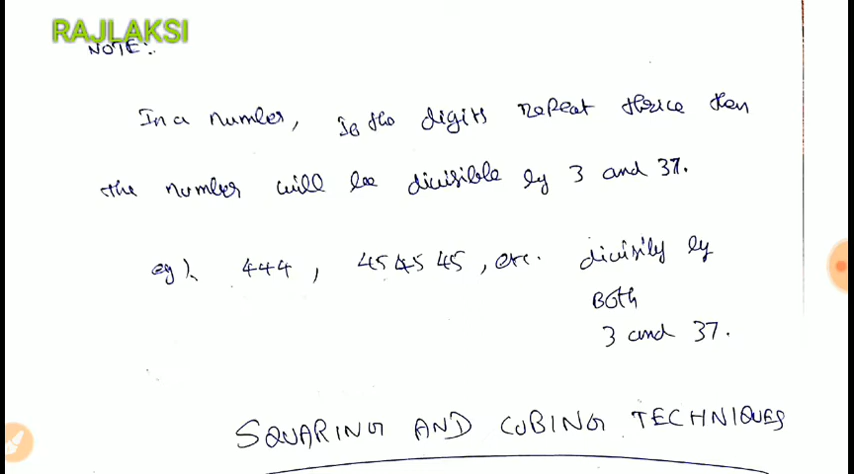 RAJLAKSI
NOTE:-
In a number, If the digits repeat thrice then
the number will be divisible by 3 and 37.
eg). 444, 454545, etc. divisily by
BOTH
3 and 37.
SQUARING AND CUBING TECHNIQUES